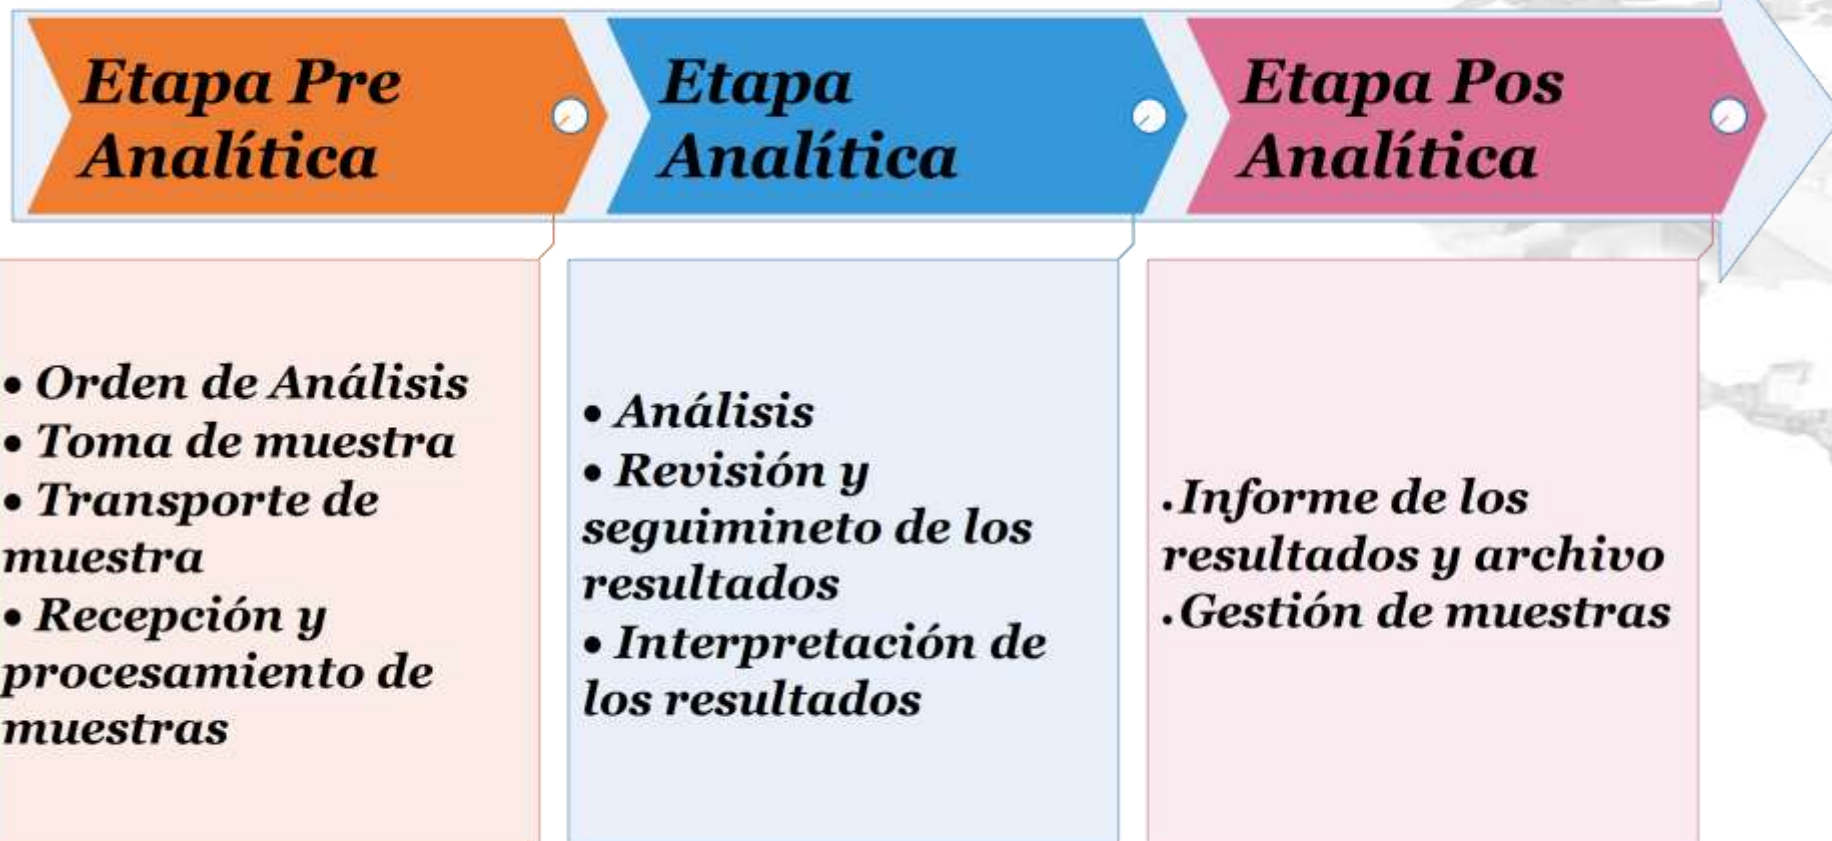 Etapa Pre
Analítica
Etapa
Analítica
Etapa Pos
Analítica
• Orden de Análisis
• Toma de muestra
• Transporte de
muestra
• Recepción y
procesamiento de
muestras
• Análisis
• Revisión y
seguimineto de los
resultados
• Interpretación de
los resultados
.Informe de los
resultados y archivo
.Gestión de muestras